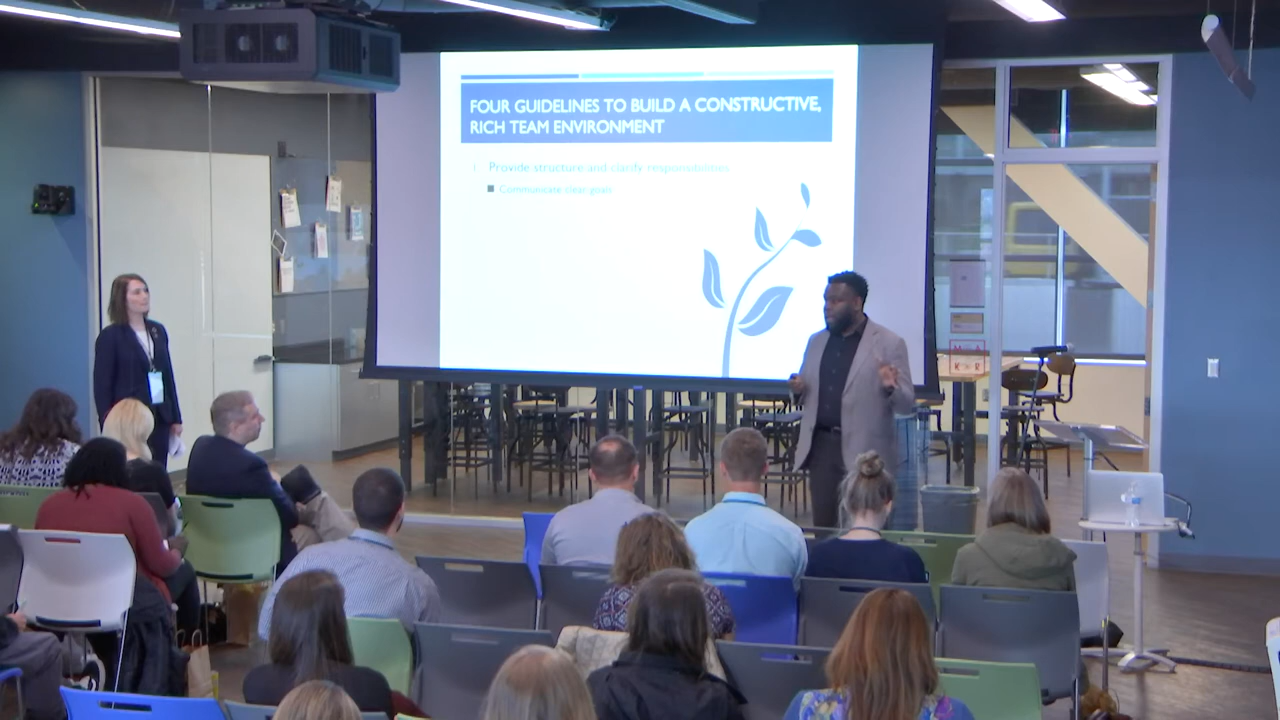 FOUR GUIDELINES TO BUILD A CONSTRUCTIVE,
RICH TEAM ENVIRONMENT
1. Provide structure and clarify responsibilities.
Communicate clear goals